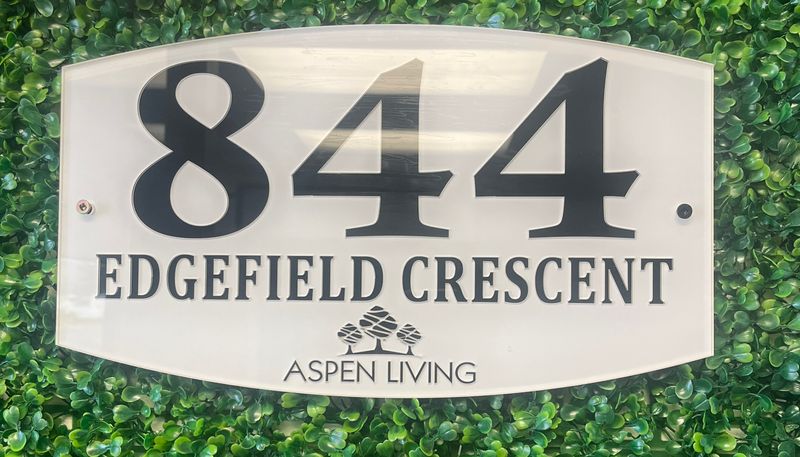 844
EDGEFIELD CRESCENT
ASPEN LIVING